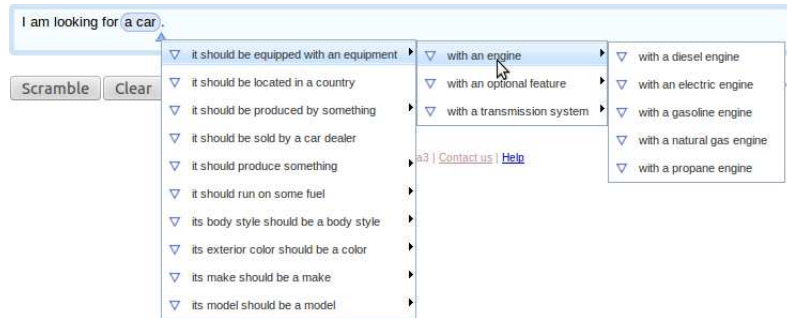 I am looking for a car.
Scramble Clear
it should be equipped with an equipment
it should be located in a country
it should be produced by something
it should be sold by a car dealer
it should produce something
it should run on some fuel
its body style should be a body style
its exterior color should be a color
its make should be a make
its model should be a model
with an engine
with an optional feature
with a transmission system
with a diesel engine
with an electric engine
with a gasoline engine
with a natural gas engine
with a propane engine
a3 | Contact us | Help